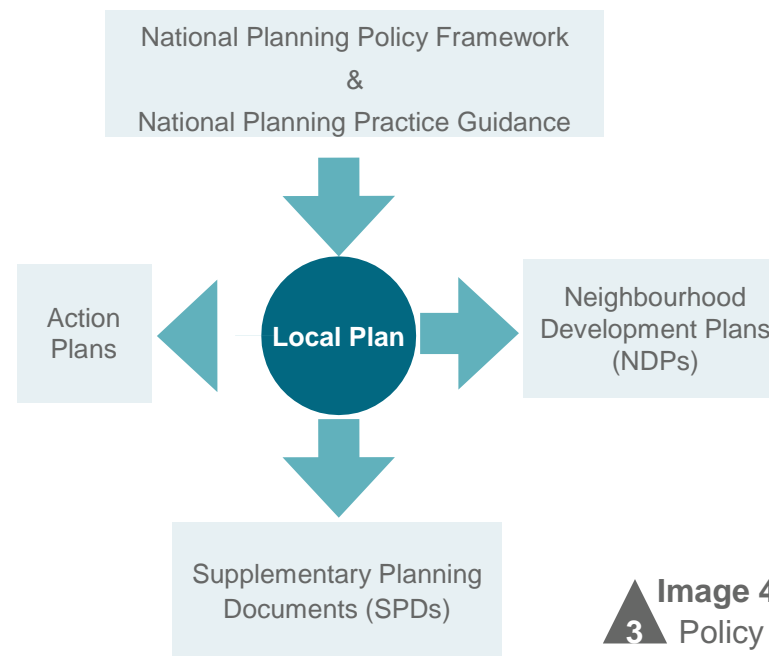 National Planning Policy Framework
&
National Planning Practice Guidance
Action
Plans
Local Plan
Neighbourhood
Development Plans
(NDPs)
Supplementary Planning
Documents (SPDs)
Image 4
3 Policy